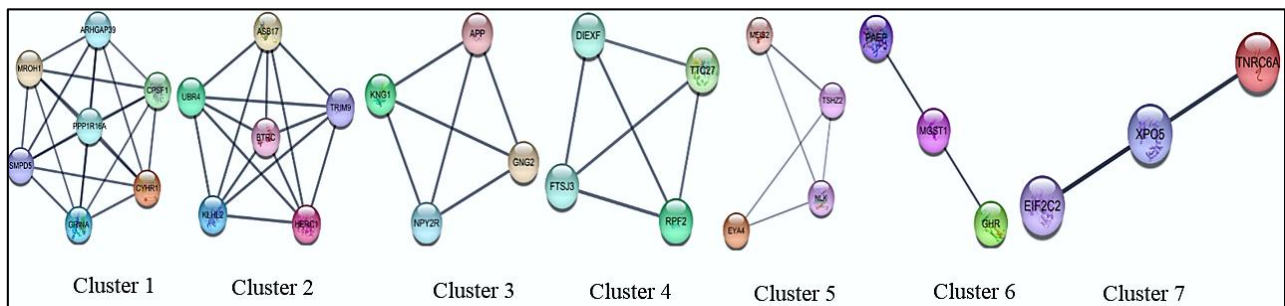 ARHGAP39
MROH1
CPSF1
PPP1R16A
SMPD5
CYHR1
GRINA
Cluster 1
ASB17
UBR4
TRIM9
BTRC
KLHL2
HERC1
Cluster 2
APP
KNG1
GNG2
NPY2R
Cluster 3
DIEXF
TTC27
FTSJ3
RPF2
Cluster 4
MEIS2
TSHZ2
NLK
EYA4
Cluster 5
PAEP
MGST1
GHR
Cluster 6
TNRC6A
XPO5
EIF2C2
Cluster 7